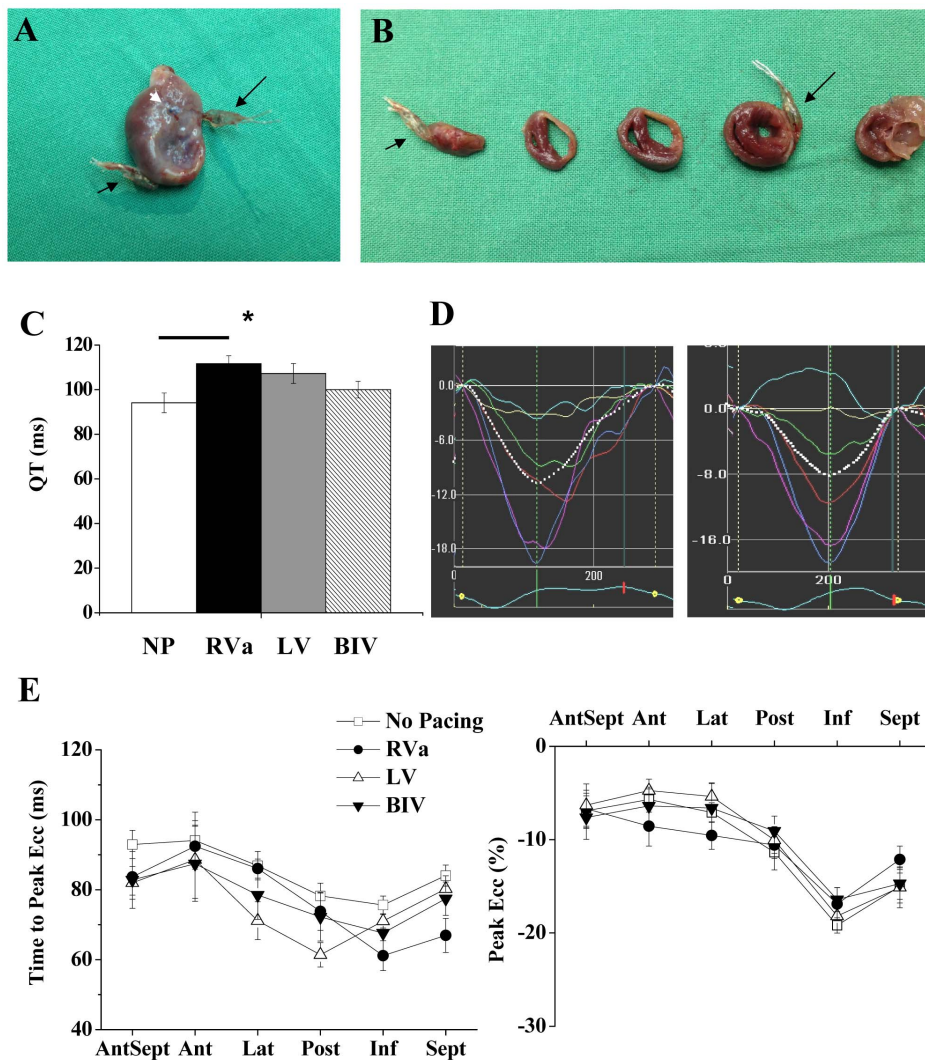 A
B
C
*
120
100
80
60
40
20
0
QT (ms)
NP RVa LV BIV
D
0.0
-6.0
-12.0
-18.0
0 200
0.0
-8.0
-16.0
0 200
E
No Pacing
RVa
LV
BIV
120
100
80
60
40
Time to Peak Ecc (ms)
AntSept Ant Lat Post Inf Sept
AntSept Ant Lat Post Inf Sept
0
-10
-20
-30
Peak Ecc (%)